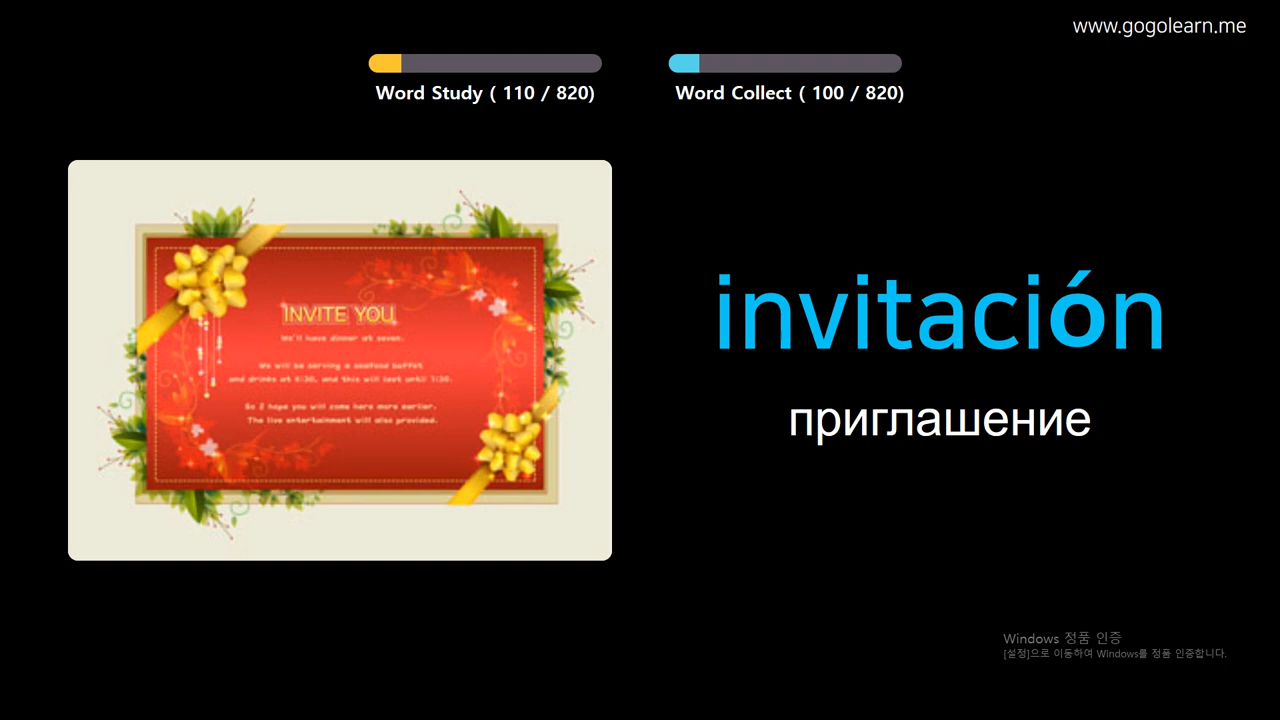 www.gogolearn.me
Word Study ( 110 / 820)
Word Collect ( 100 / 820)
INVITE YOU
We'll have dinner at seven.
We will be serving a seafood buffet
and drinks at 6:30, and this will last until 1:30.
So I hope you will come here more earlier.
The live entertainment will also provided.
invitación
приглашение
Windows 정품 인증
[설정]으로 이동하여 Windows를 정품 인증합니다.